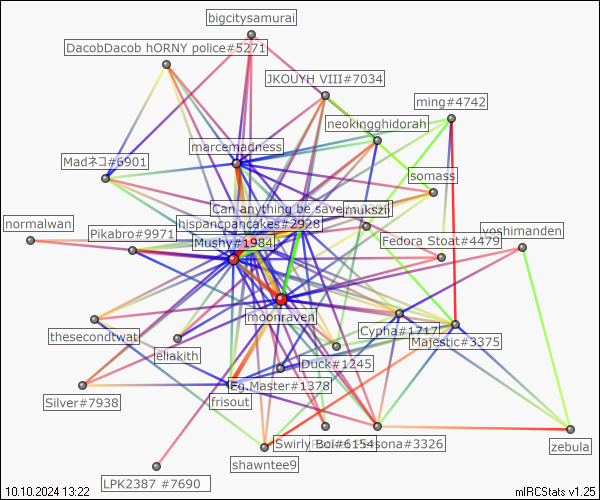 bigcitysamurai
DacobDacob hORNY police#5271
JKOUYH VIII#7034
ming#4742
neokingghidorah
marcemadness
Madネコ#6901
somass
Can anything be save
mukszii
normalwan
hispancpancakes#2928
yoshimanden
Pikabro#9971
Mushy#1984
Fedora Stoat#4479
moonraven
Cypha#1717
thesecondtwat
Majestic#3375
eliakith
Duck#1245
Eg.Master#1378
Silver#7938
frisout
Swirly Boi#6154
sona#3326
zebula
shawntee9
LPK2387 #7690
10.10.2024 13:22
mIRCStats v1.25